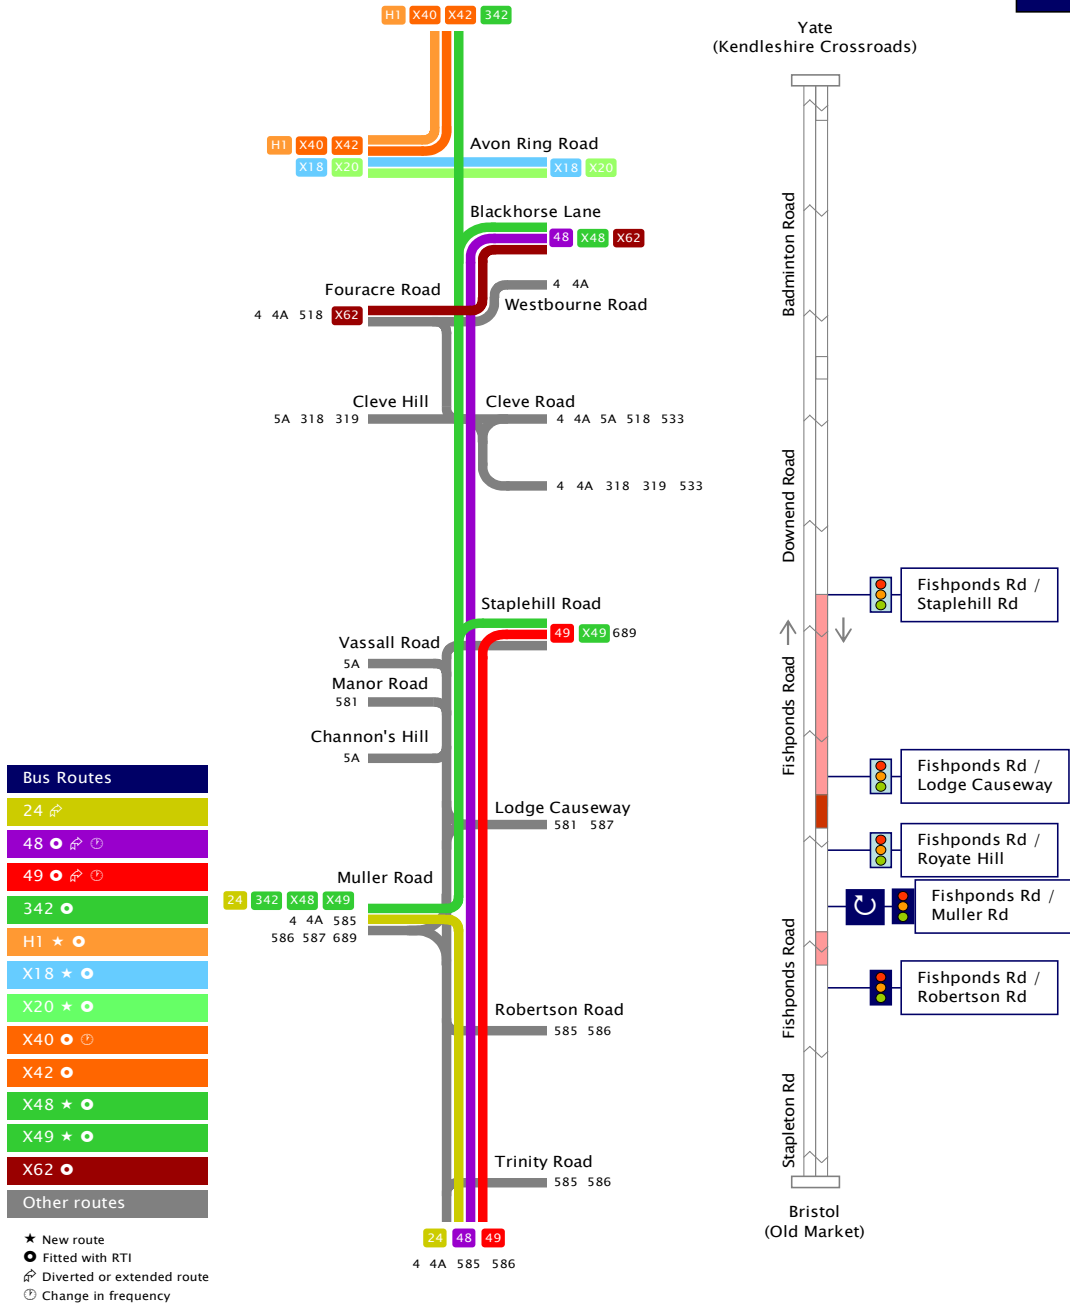 H1 X40 X42 342
H1 X40 X42
Avon Ring Road
X18 X20
X18 X20
Blackhorse Lane
48 X48 X62
Fouracre Road
4 4A
Westbourne Road
4 4A 518 X62
Cleve Hill
Cleve Road
5A 318 319
4 4A 5A 518 533
4 4A 318 319 533
Staplehill Road
49 X49 689
Vassall Road
5A
Manor Road
581
Channon's Hill
5A
Lodge Causeway
581 587
Muller Road
24 342 X48 X49
4 4A 585
586 587 689
Robertson Road
585 586
Trinity Road
585 586
24 48 49
4 4A 585 586
Bus Routes
24
48
49
342
H1
X18
X20
X40
X42
X48
X49
X62
Other routes
New route
Fitted with RTI
Diverted or extended route
Change in frequency
Yate
(Kendleshire Crossroads)
Badminton Road
Downend Road
Fishponds Road
Fishponds Road
Stapleton Rd
Fishponds Rd /
Staplehill Rd
Fishponds Rd /
Lodge Causeway
Fishponds Rd /
Royate Hill
Fishponds Rd /
Muller Rd
Fishponds Rd /
Robertson Rd
Bristol
(Old Market)